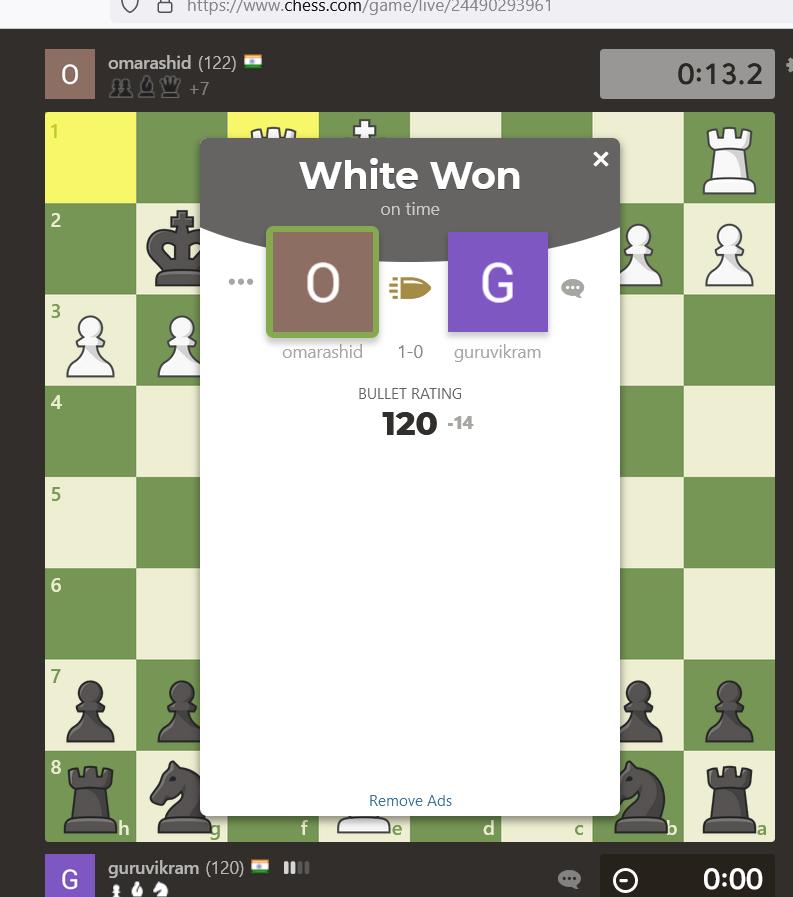 https://www.chess.com/game/live/24490293961
omarashid (122)
+7
0:13.2
1
White Won
on time
2
O
G
3
omarashid 1-0 guruvikram
BULLET RATING
4
120 -14
5
6
7
Remove Ads
8
h g f e d c b a
G
guruvikram (120)
0:00
O